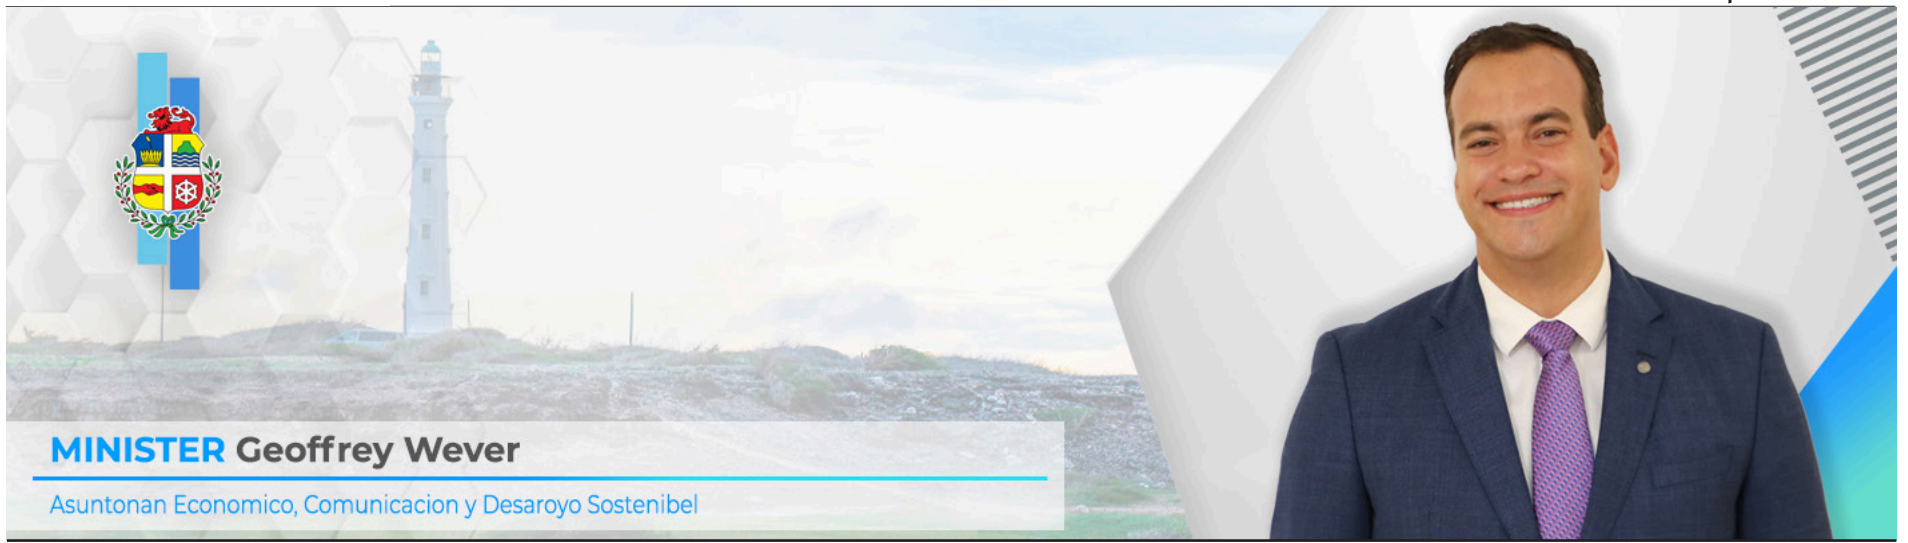 MINISTER Geoffrey Wever
Asuntonan Economico, Comunicacion y Desaroyo Sostenibel